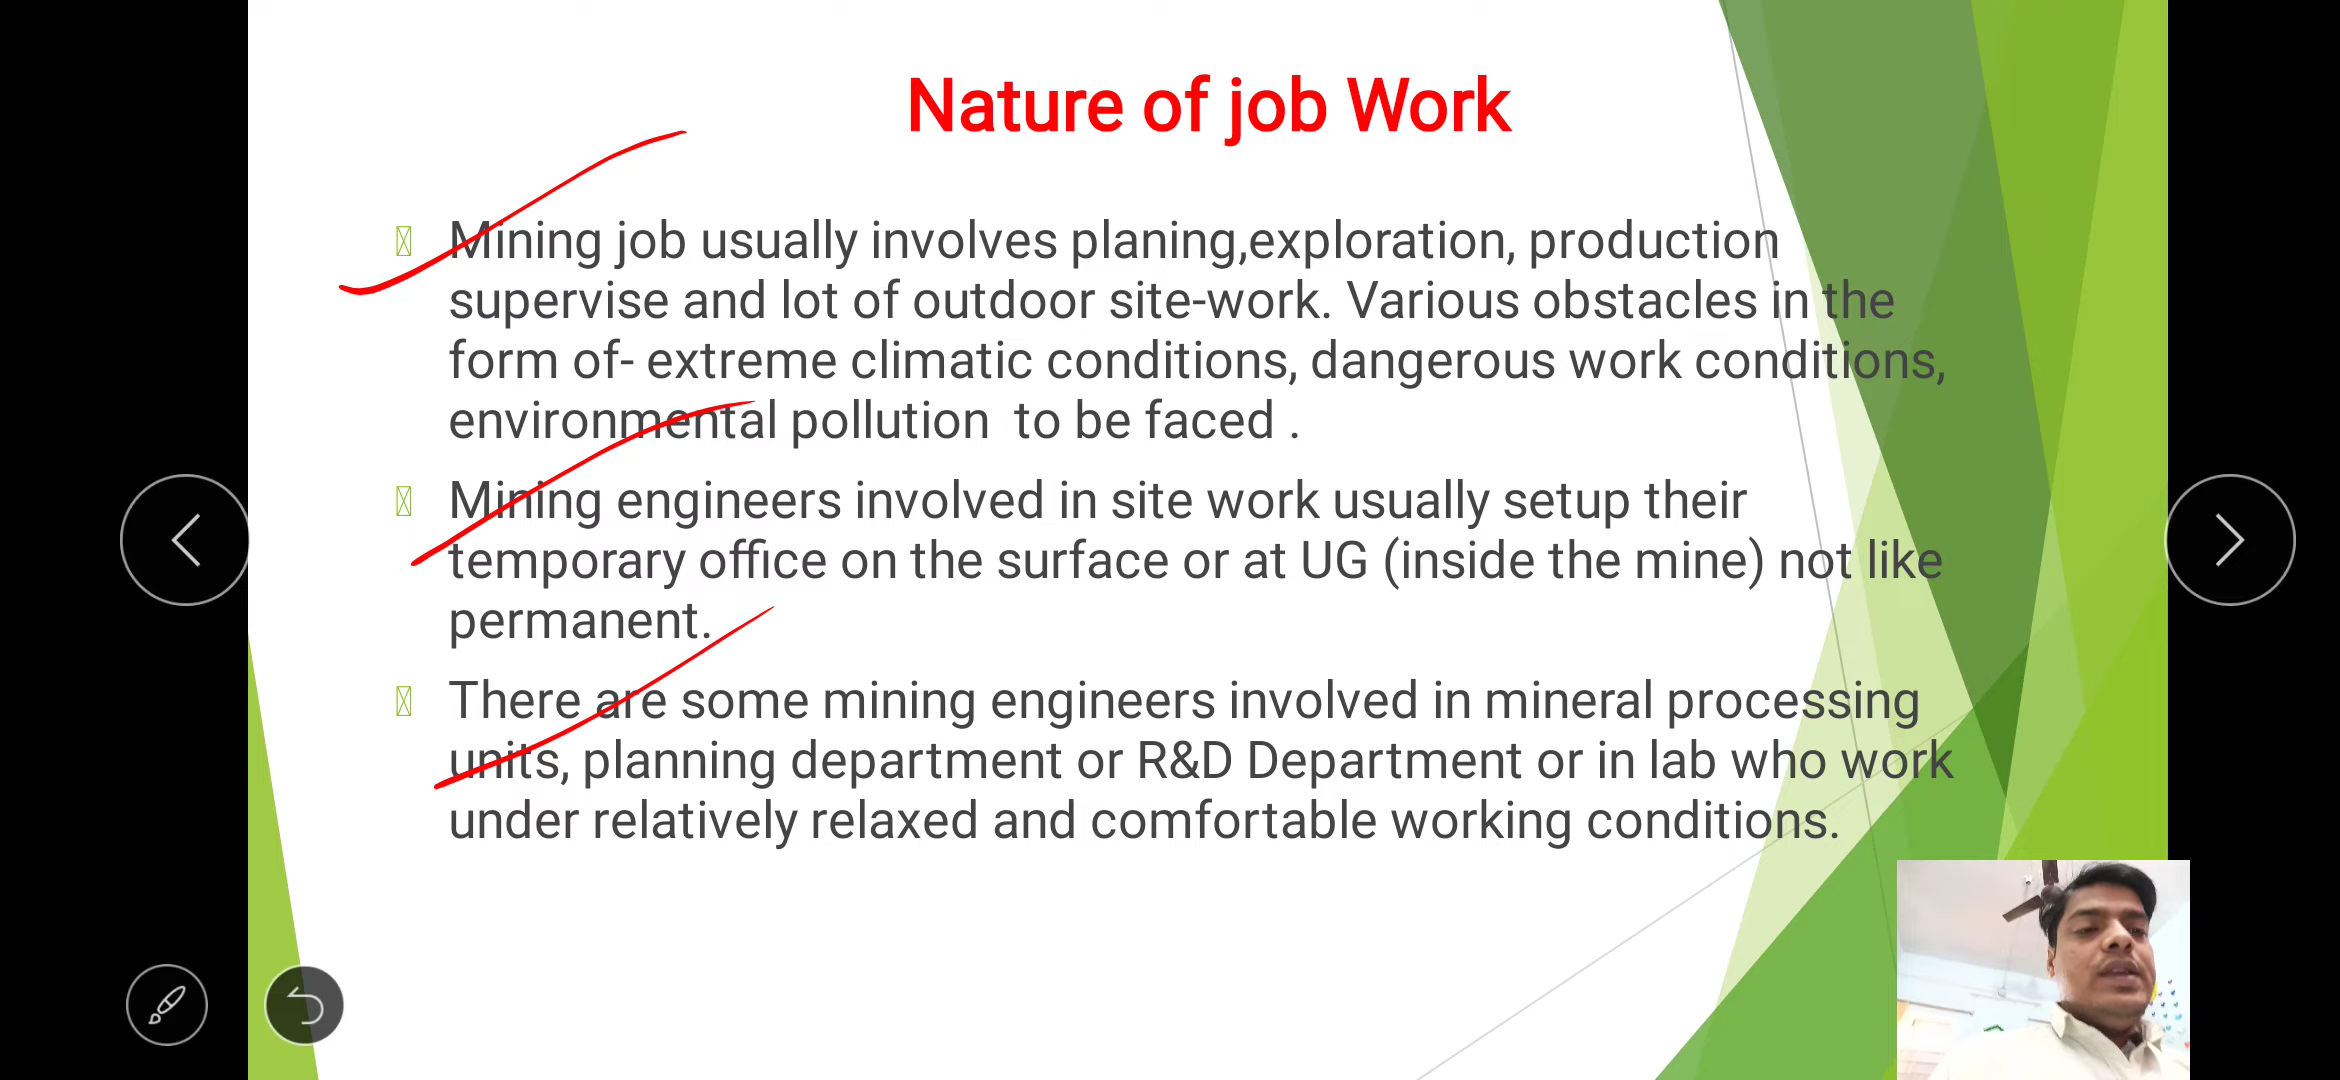 Nature of job Work
Mining job usually involves planing,exploration, production
supervise and lot of outdoor site-work. Various obstacles in the
form of- extreme climatic conditions, dangerous work conditions,
environmental pollution  to be faced .
Mining engineers involved in site work usually setup their
temporary office on the surface or at UG (inside the mine) not like
permanent.
There are some mining engineers involved in mineral processing
units, planning department or R&D Department or in lab who work
under relatively relaxed and comfortable working conditions.